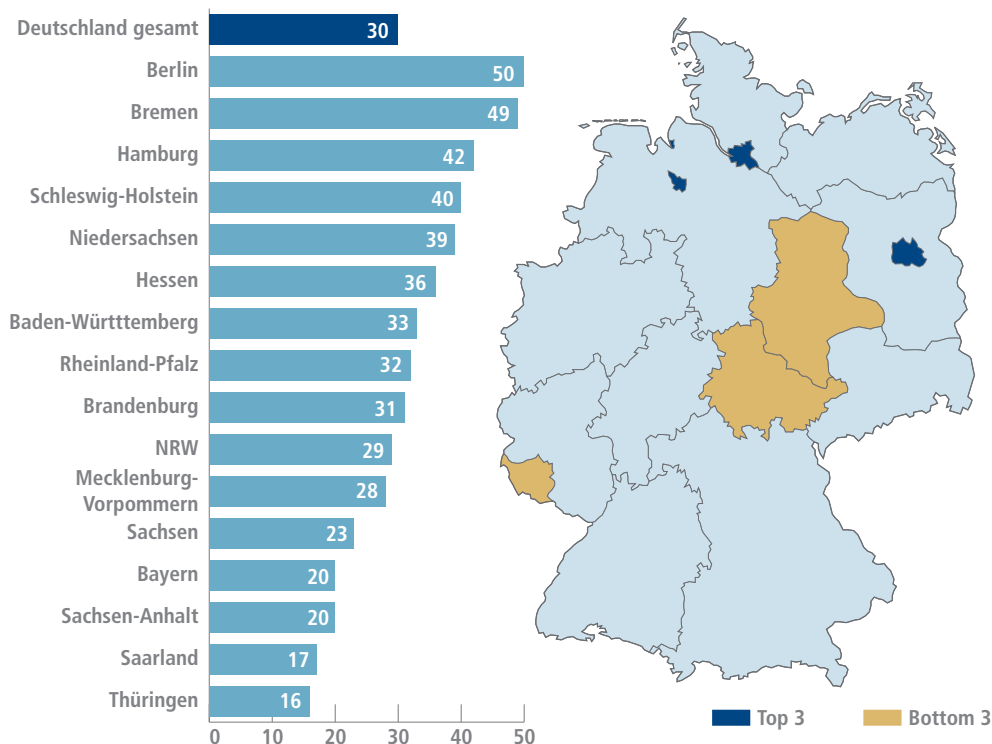 Deutschland gesamt 30
Berlin 50
Bremen 49
Hamburg 42
Schleswig-Holstein 40
Niedersachsen 39
Hessen 36
Baden-Württtemberg 33
Rheinland-Pfalz 32
Brandenburg 31
NRW 29
Mecklenburg-
Vorpommern 28
Sachsen 23
Bayern 20
Sachsen-Anhalt 20
Saarland 17
Thüringen 16
0 10 20 30 40 50
Top 3 Bottom 3